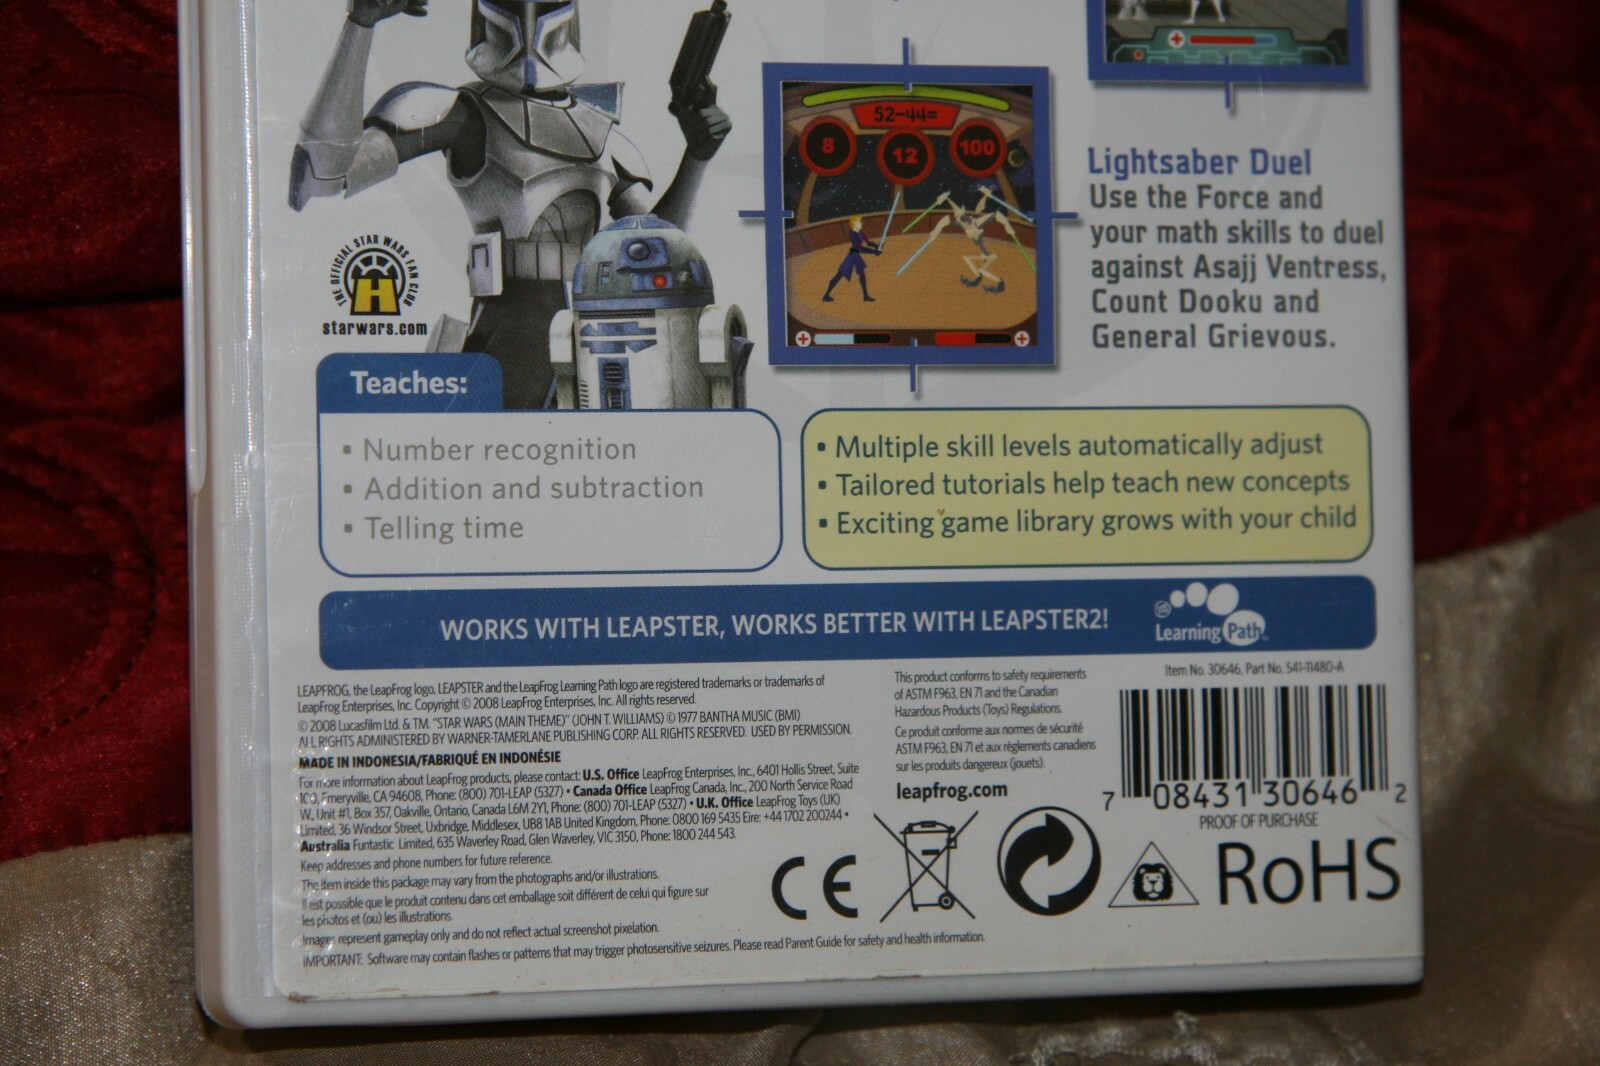 52-44=
8
12
100
Lightsaber Duel
Use the Force and
your math skills to duel
against Asajj Ventress,
Count Dooku and
General Grievous.
THE OFFICIAL STAR WARS FAN CLUB
H
starwars.com
Teaches:
▪ Number recognition
▪ Addition and subtraction
▪ Telling time
• Multiple skill levels automatically adjust
• Tailored tutorials help teach new concepts
• Exciting game library grows with your child
WORKS WITH LEAPSTER, WORKS BETTER WITH LEAPSTER2!
Learning Path
LEAPFROG, the LeapFrog logo, LEAPSTER and the LeapFrog Learning Path logo are registered trademarks or trademarks of
LeapFrog Enterprises, Inc. Copyright © 2008 LeapFrog Enterprises, Inc. All rights reserved.
© 2008 Lucasfilm Ltd. & TM. "STAR WARS (MAIN THEME)" (JOHN T. WILLIAMS) © 1977 BANTHA MUSIC (BMI)
ALL RIGHTS ADMINISTERED BY WARNER-TAMERLANE PUBLISHING CORP. ALL RIGHTS RESERVED. USED BY PERMISSION.
MADE IN INDONESIA/FABRIQUÉ EN INDONÉSIE
For more information about LeapFrog products, please contact: U.S. Office LeapFrog Enterprises, Inc., 6401 Hollis Street, Suite
100, Emeryville, CA 94608, Phone: (800) 701-LEAP (5327) • Canada Office LeapFrog Canada, Inc., 200 North Service Road
W., Unit #1, Box 357, Oakville, Ontario, Canada L6M 2Y1, Phone: (800) 701-LEAP (5327) • U.K. Office LeapFrog Toys (UK)
Limited, 36 Windsor Street, Uxbridge, Middlesex, UB8 1AB United Kingdom, Phone: 0800 169 5435 Eire: +44 1702 200244 •
Australia Funtastic Limited, 635 Waverley Road, Glen Waverley, VIC 3150, Phone: 1800 244 543.
Keep addresses and phone numbers for future reference.
The item inside this package may vary from the photographs and/or illustrations.
Il est possible que le produit contenu dans cet emballage soit différent de celui qui figure sur
les photos et (ou) les illustrations.
Images represent gameplay only and do not reflect actual screenshot pixelation.
IMPORTANT: Software may contain flashes or patterns that may trigger photosensitive seizures. Please read Parent Guide for safety and health information.
This product conforms to safety requirements
of ASTM F963, EN 71 and the Canadian
Hazardous Products (Toys) Regulations.
Ce produit conforme aux normes de sécurité
ASTM F963, EN 71 et aux règlements canadiens
sur les produits dangereux (jouets).
leapfrog.com
Item No. 30646, Part No. 541-11480-A
7 08431 30646 2
PROOF OF PURCHASE
CE
RoHS